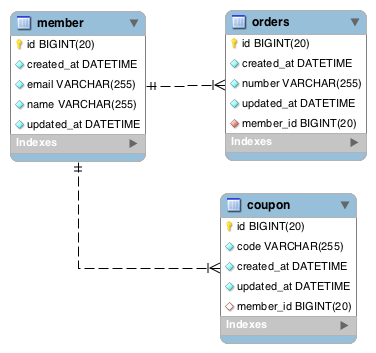 member
id BIGINT(20)
created_at DATETIME
email VARCHAR(255)
name VARCHAR(255)
updated_at DATETIME
Indexes
orders
id BIGINT(20)
created_at DATETIME
number VARCHAR(255)
updated_at DATETIME
member_id BIGINT(20)
Indexes
coupon
id BIGINT(20)
code VARCHAR(255)
created_at DATETIME
updated_at DATETIME
member_id BIGINT(20)
Indexes